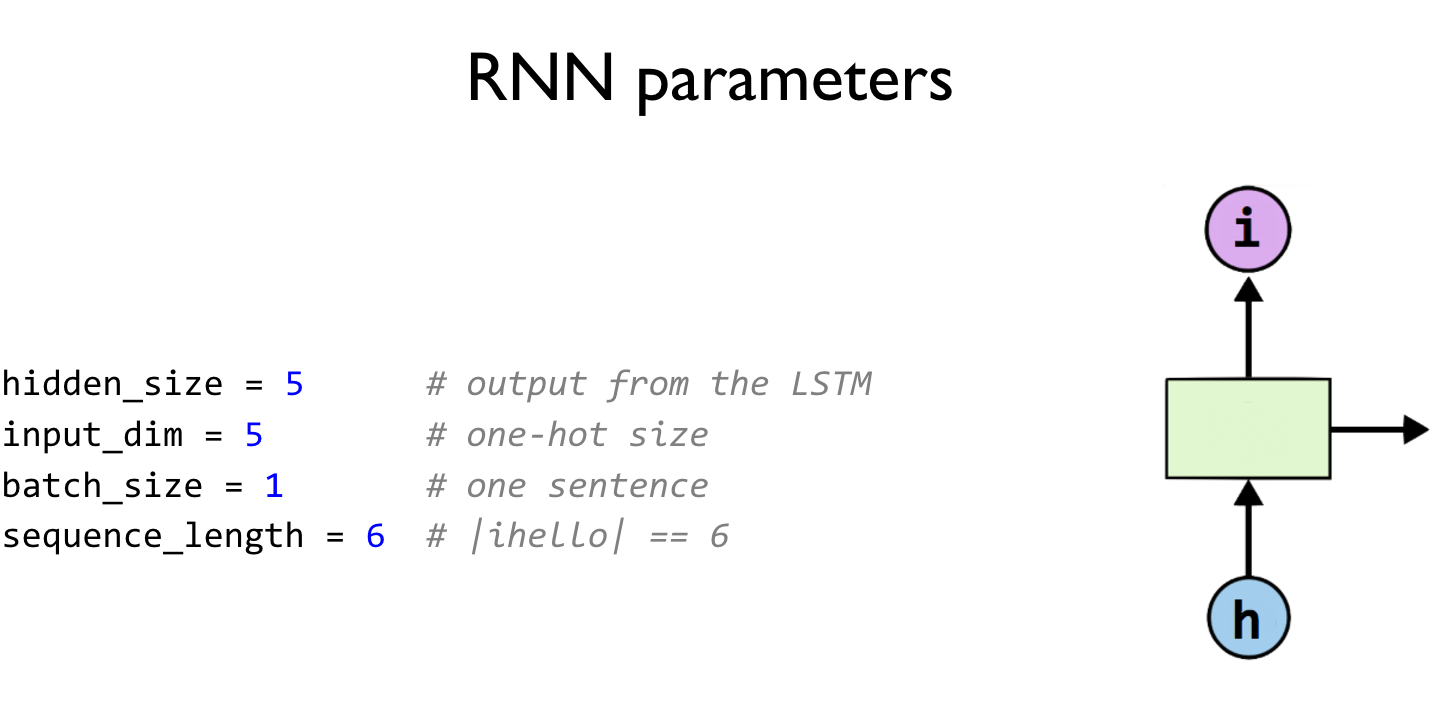 RNN parameters
i
hidden_size = 5 # output from the LSTM
input_dim = 5 # one-hot size
batch_size = 1 # one sentence
sequence_length = 6 # |ihello| == 6
h